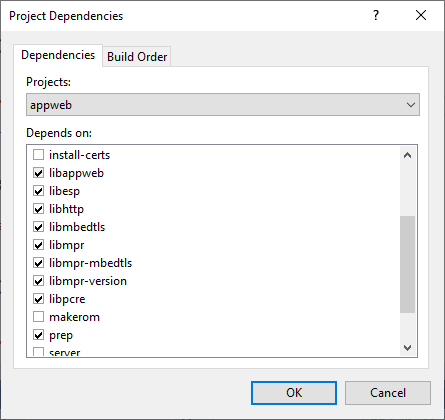 Project Dependencies
Dependencies
Build Order
Projects:
appweb
Depends on:
install-certs
libappweb
libesp
libhttp
libmbedtls
libmpr
libmpr-mbedtls
libmpr-version
libpcre
makerom
prep
server
OK
Cancel